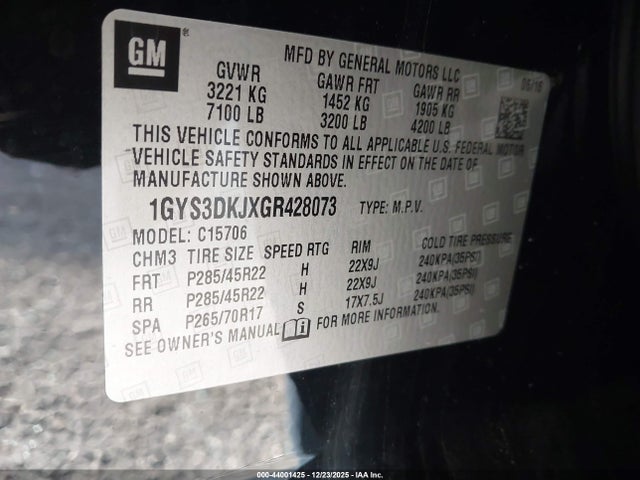 GM
MFD BY GENERAL MOTORS LLC 06/16
GVWR GAWR FRT GAWR RR
3221 KG 1452 KG 1905 KG
7100 LB 3200 LB 4200 LB
THIS VEHICLE CONFORMS TO ALL APPLICABLE U.S. FEDERAL MOTOR
VEHICLE SAFETY STANDARDS IN EFFECT ON THE DATE OF
MANUFACTURE SHOWN ABOVE.
1GYS3DKJXGR428073 TYPE: M.P.V.
MODEL: C15706
CHM3 TIRE SIZE SPEED RTG RIM COLD TIRE PRESSURE
FRT P285/45R22 H 22X9J 240KPA(35PSI)
RR P285/45R22 H 22X9J 240KPA(35PSI)
SPA P265/70R17 S 17X7.5J 240KPA(35PSI)
SEE OWNER'S MANUAL FOR MORE INFORMATION.
000-44001425 - 12/23/2025 - IAA Inc.